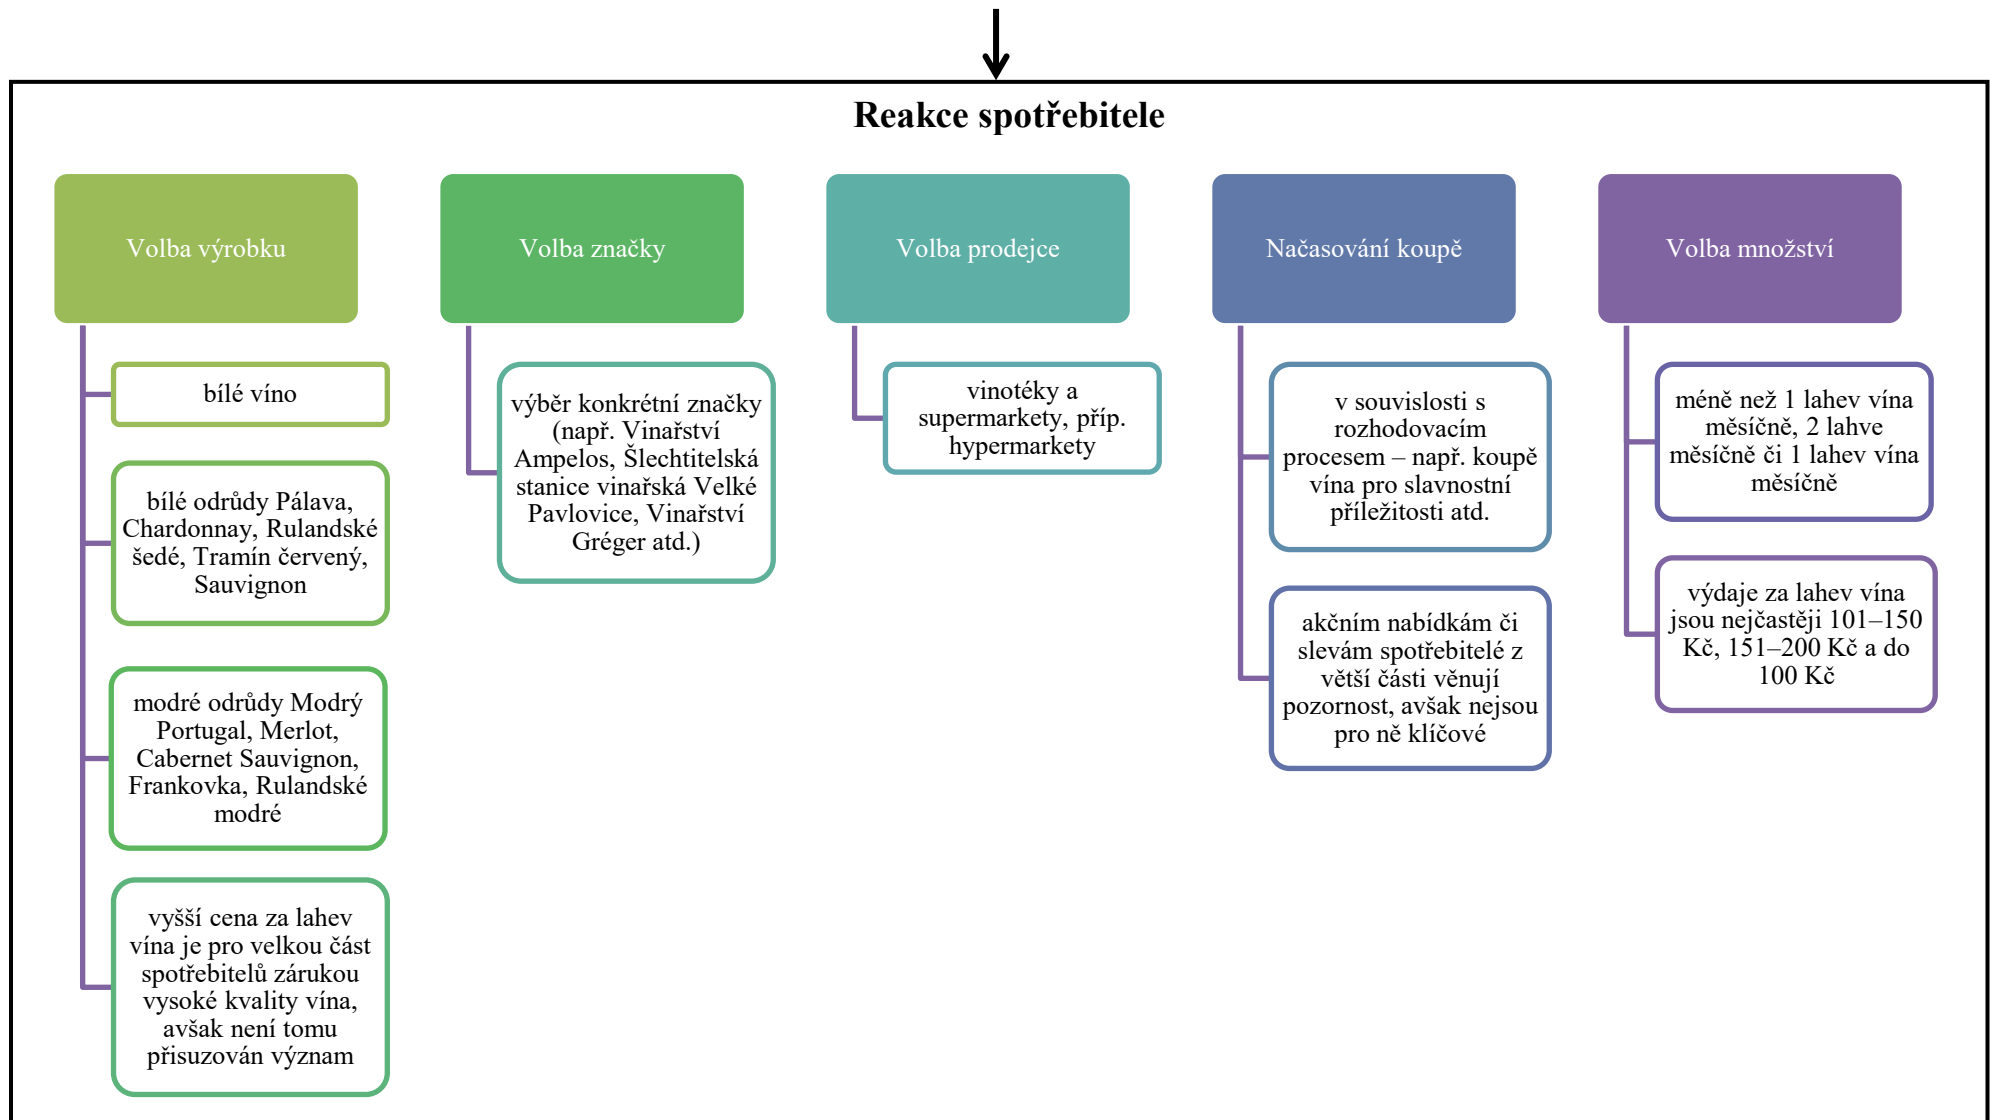 Reakce spotřebitele
Volba výrobku
bílé víno
bílé odrůdy Pálava,
Chardonnay, Rulandské
šedé, Tramín červený,
Sauvignon
modré odrůdy Modrý
Portugal, Merlot,
Cabernet Sauvignon,
Frankovka, Rulandské
modré
vyšší cena za lahev
vína je pro velkou část
spotřebitelů zárukou
vysoké kvality vína,
avšak není tomu
přisuzován význam
Volba značky
výběr konkrétní značky
(např. Vinařství
Ampelos, Šlechtitelská
stanice vinařská Velké
Pavlovice, Vinařství
Gréger atd.)
Volba prodejce
vinotéky a
supermarkety, příp.
hypermarkety
Načasování koupě
v souvislosti s
rozhodovacím
procesem – např. koupě
vína pro slavnostní
příležitosti atd.
akčním nabídkám či
slevám spotřebitelé z
větší části věnují
pozornost, avšak nejsou
pro ně klíčové
Volba množství
méně než 1 lahev vína
měsíčně, 2 lahve
měsíčně či 1 lahev vína
měsíčně
výdaje za lahev vína
jsou nejčastěji 101–150
Kč, 151–200 Kč a do
100 Kč